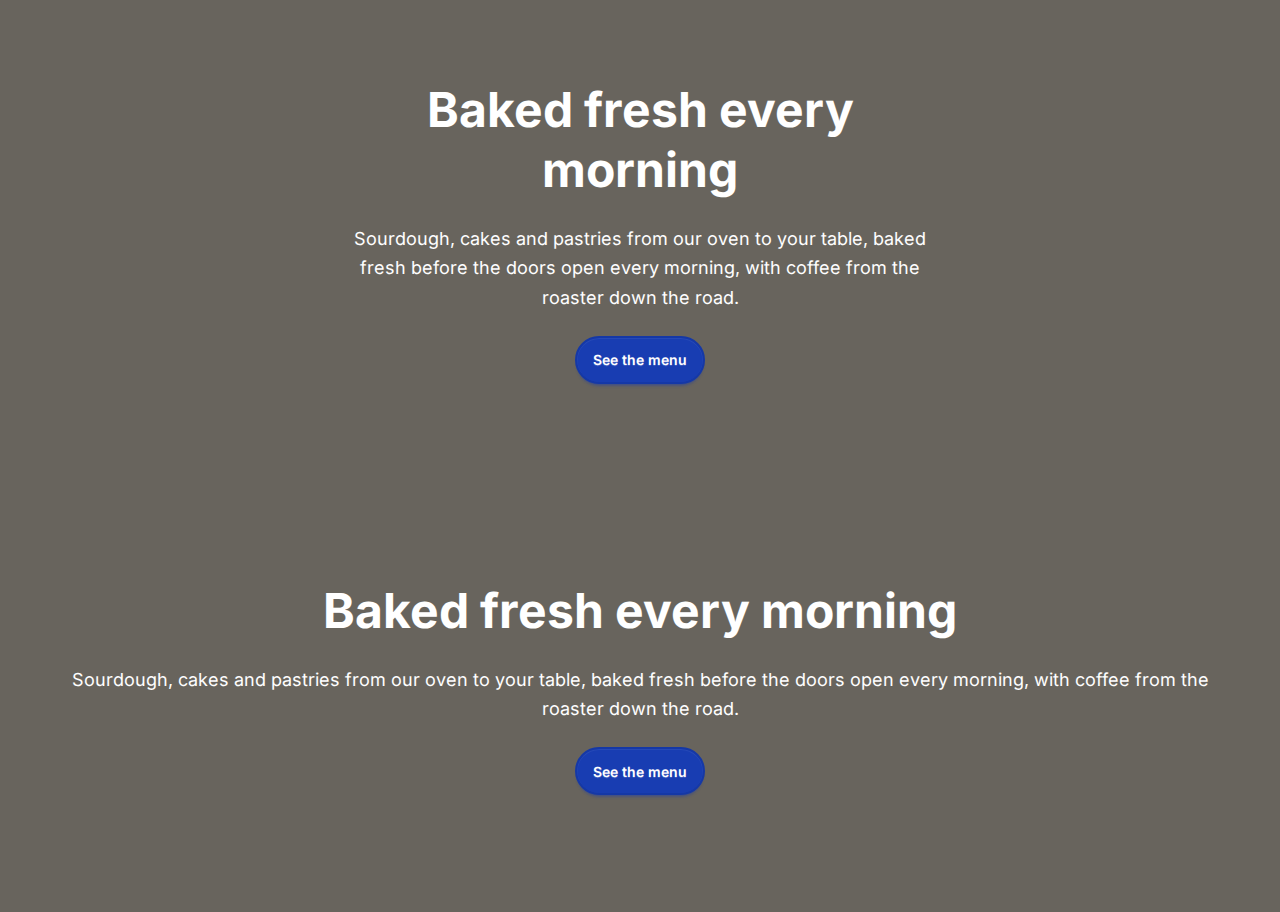 Baked fresh every
morning
Sourdough, cakes and pastries from our oven to your table, baked
fresh before the doors open every morning, with coffee from the
roaster down the road.
See the menu
Baked fresh every morning
Sourdough, cakes and pastries from our oven to your table, baked fresh before the doors open every morning, with coffee from the
roaster down the road.
See the menu